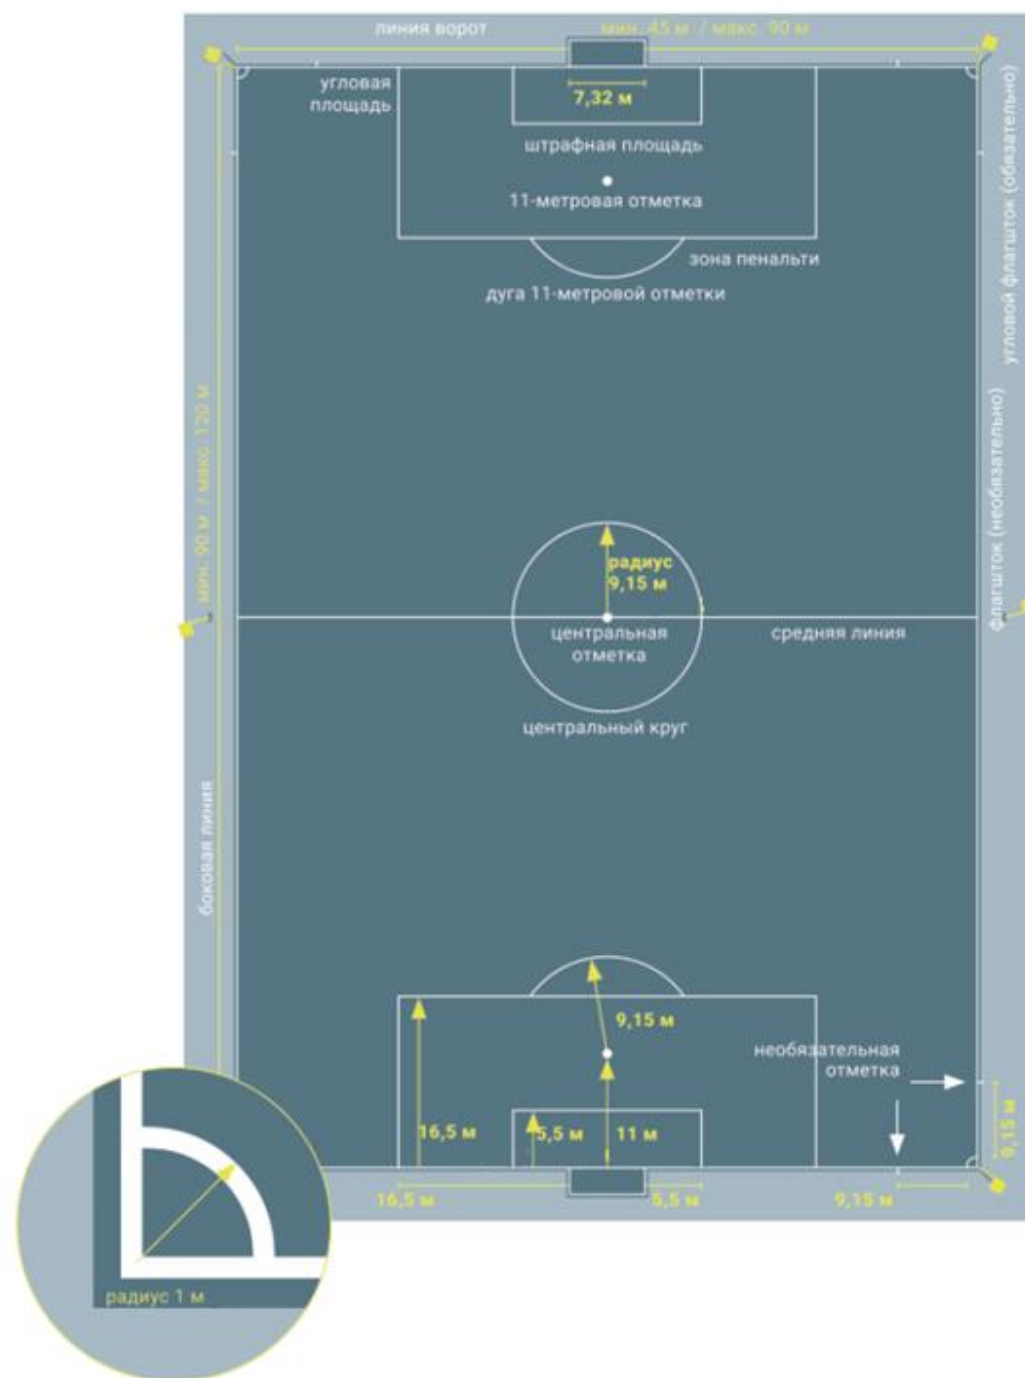 линия ворот
мин. 45 м / макс. 90 м
угловая
площадь
7,32 м
штрафная площадь
11-метровая отметка
зона пенальти
дуга 11-метровой отметки
угловой флагшток (обязательно)
мин. 90 м / макс. 120 м
флагшток (необязательно)
радиус
9,15 м
центральная
отметка
средняя линия
центральный круг
боковая линия
9,15 м
необязательная
отметка
16,5 м
5,5 м
11 м
9,15 м
16,5 м
5,5 м
9,15 м
радиус 1 м